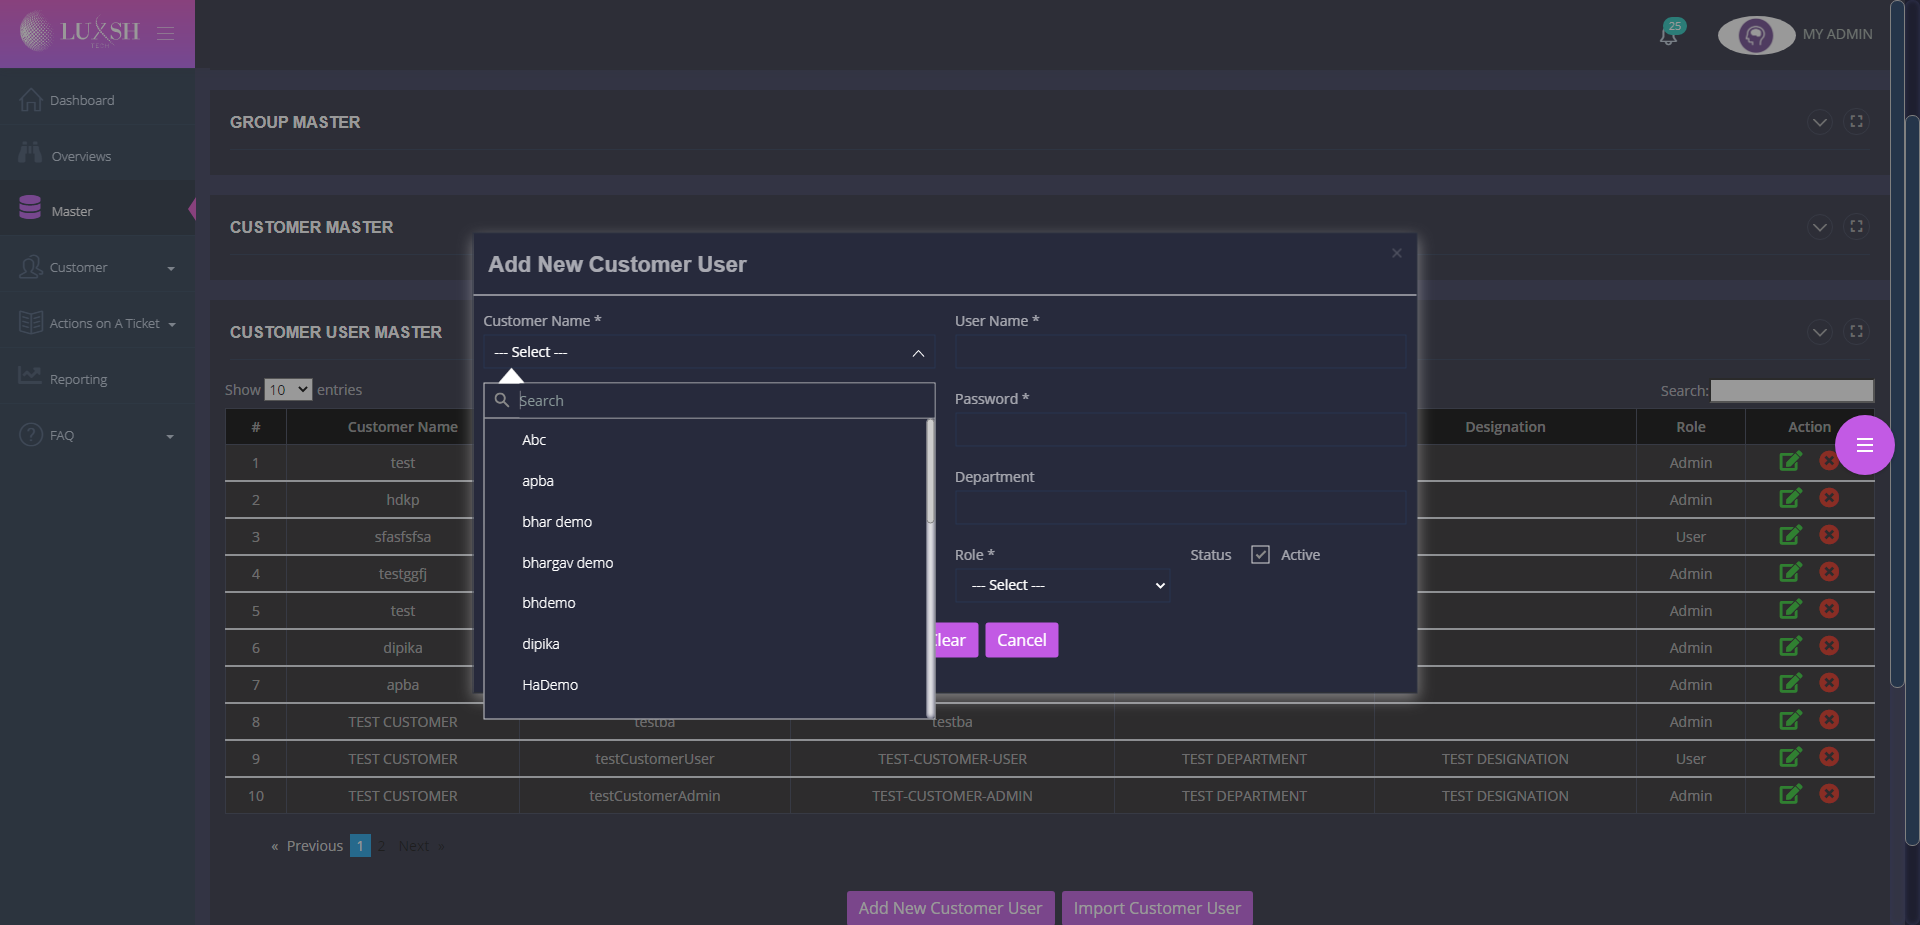 LUXSH
TECH
25
MY ADMIN
Dashboard
Overviews
Master
Customer
Actions on A Ticket
Reporting
FAQ
GROUP MASTER
CUSTOMER MASTER
CUSTOMER USER MASTER
Show 10 entries
Search:
# Customer Name Designation Role Action
1 test Admin
2 hdkp Admin
3 sfasfsfsa User
4 testggfj Admin
5 test Admin
6 dipika Admin
7 apba Admin
8 TEST CUSTOMER testba testba Admin
9 TEST CUSTOMER testCustomerUser TEST-CUSTOMER-USER TEST DEPARTMENT TEST DESIGNATION User
10 TEST CUSTOMER testCustomerAdmin TEST-CUSTOMER-ADMIN TEST DEPARTMENT TEST DESIGNATION Admin
« Previous 1 2 Next »
Add New Customer User Import Customer User
Add New Customer User
×
Customer Name *
--- Select ---
Search
Abc
apba
bhar demo
bhargav demo
bhdemo
dipika
HaDemo
User Name *
Password *
Department
Role *
--- Select ---
Status Active
lear Cancel